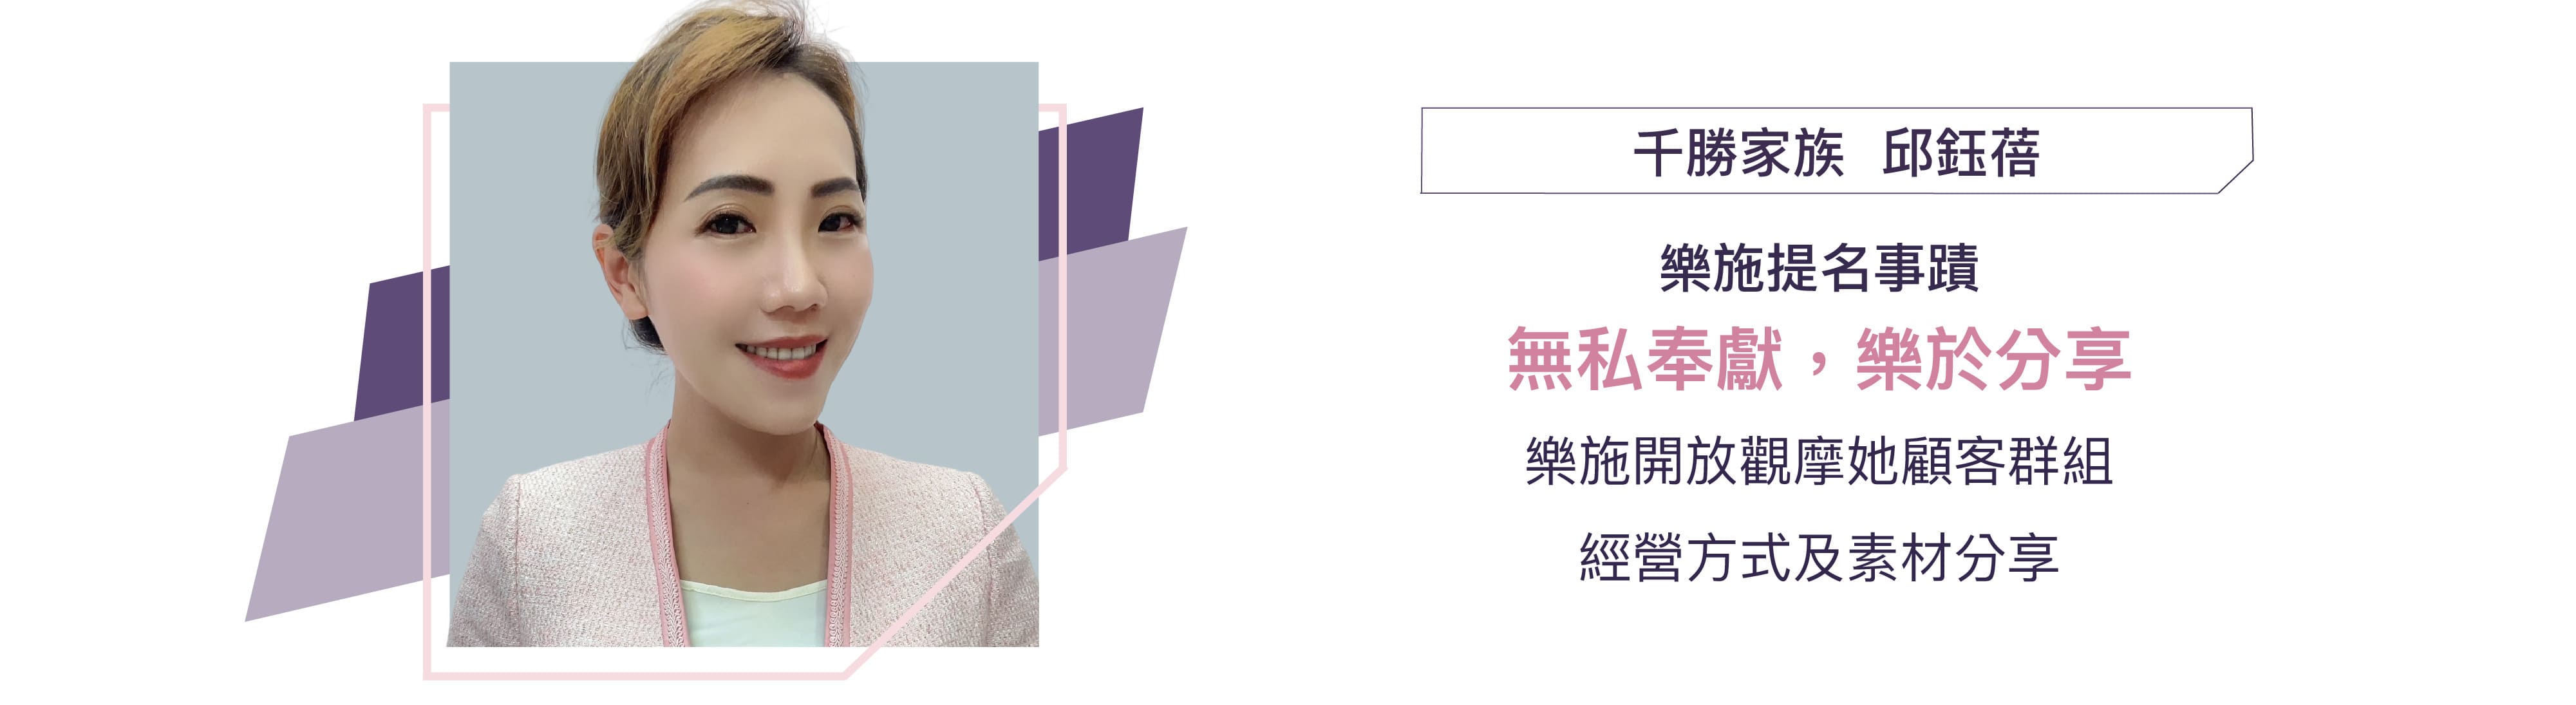 千勝家族 邱鈺蓓
樂施提名事蹟
無私奉獻，樂於分享
樂施開放觀摩她顧客群組
經營方式及素材分享